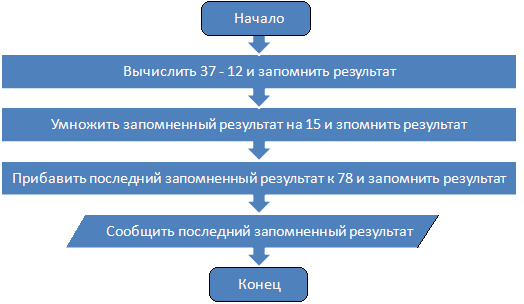 Начало
Вычислить 37 - 12 и запомнить результат
Умножить запомненный результат на 15 и зпомнить результат
Прибавить последний запомненный результат к 78 и запомнить результат
Сообщить последний запомненный результат
Конец